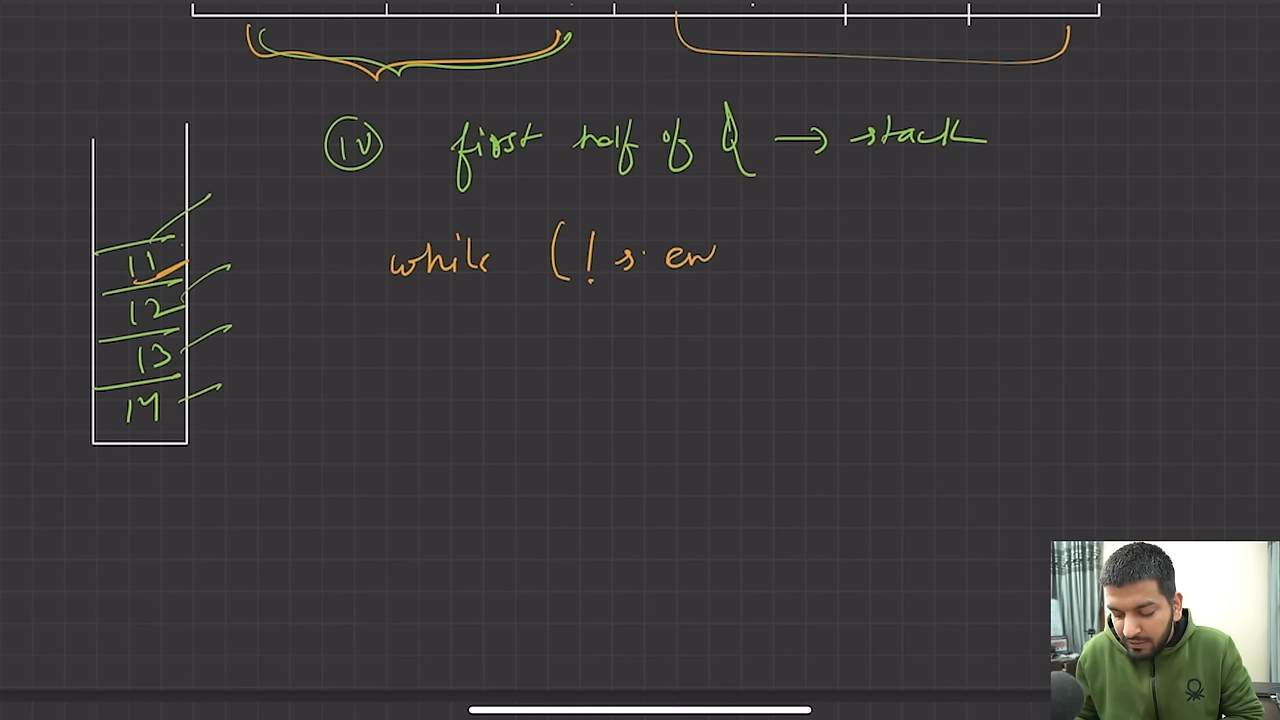 (iv) first half of Q → stack
while (! s. em
11
12
13
14